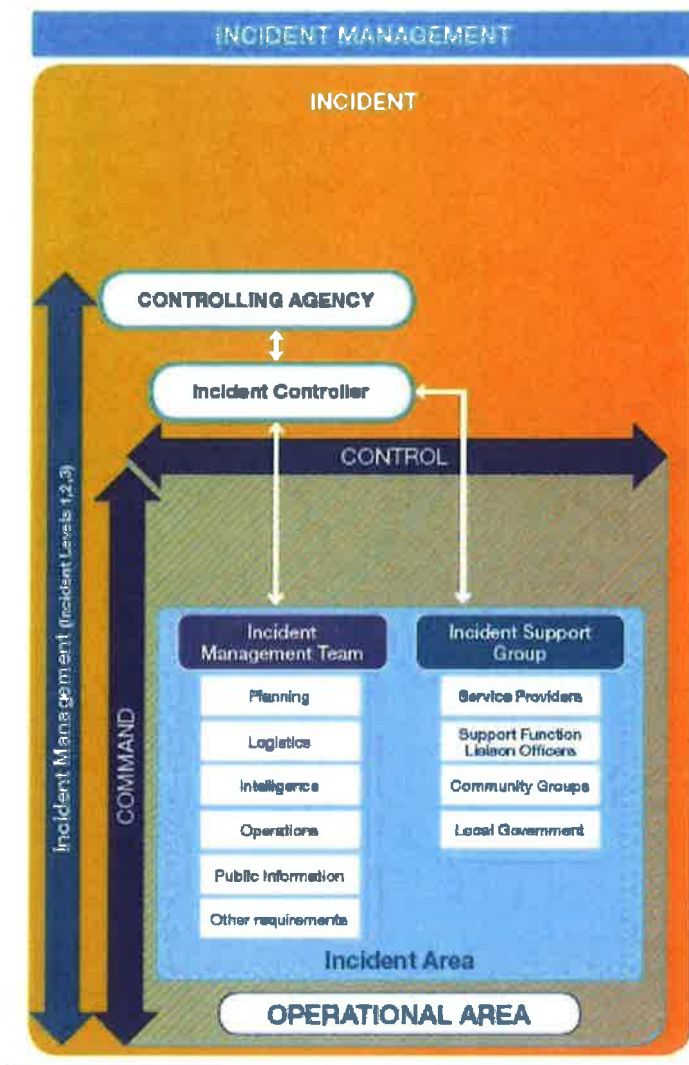 INCIDENT MANAGEMENT
INCIDENT
CONTROLLING AGENCY
Incident Controller
CONTROL
Incident Management (Incident Levels 1,2,3)
COMMAND
Incident
Management Team
Planning
Logistics
Intelligence
Operations
Public Information
Other requirements
Incident Support
Group
Service Providers
Support Function
Liaison Officers
Community Groups
Local Government
Incident Area
OPERATIONAL AREA